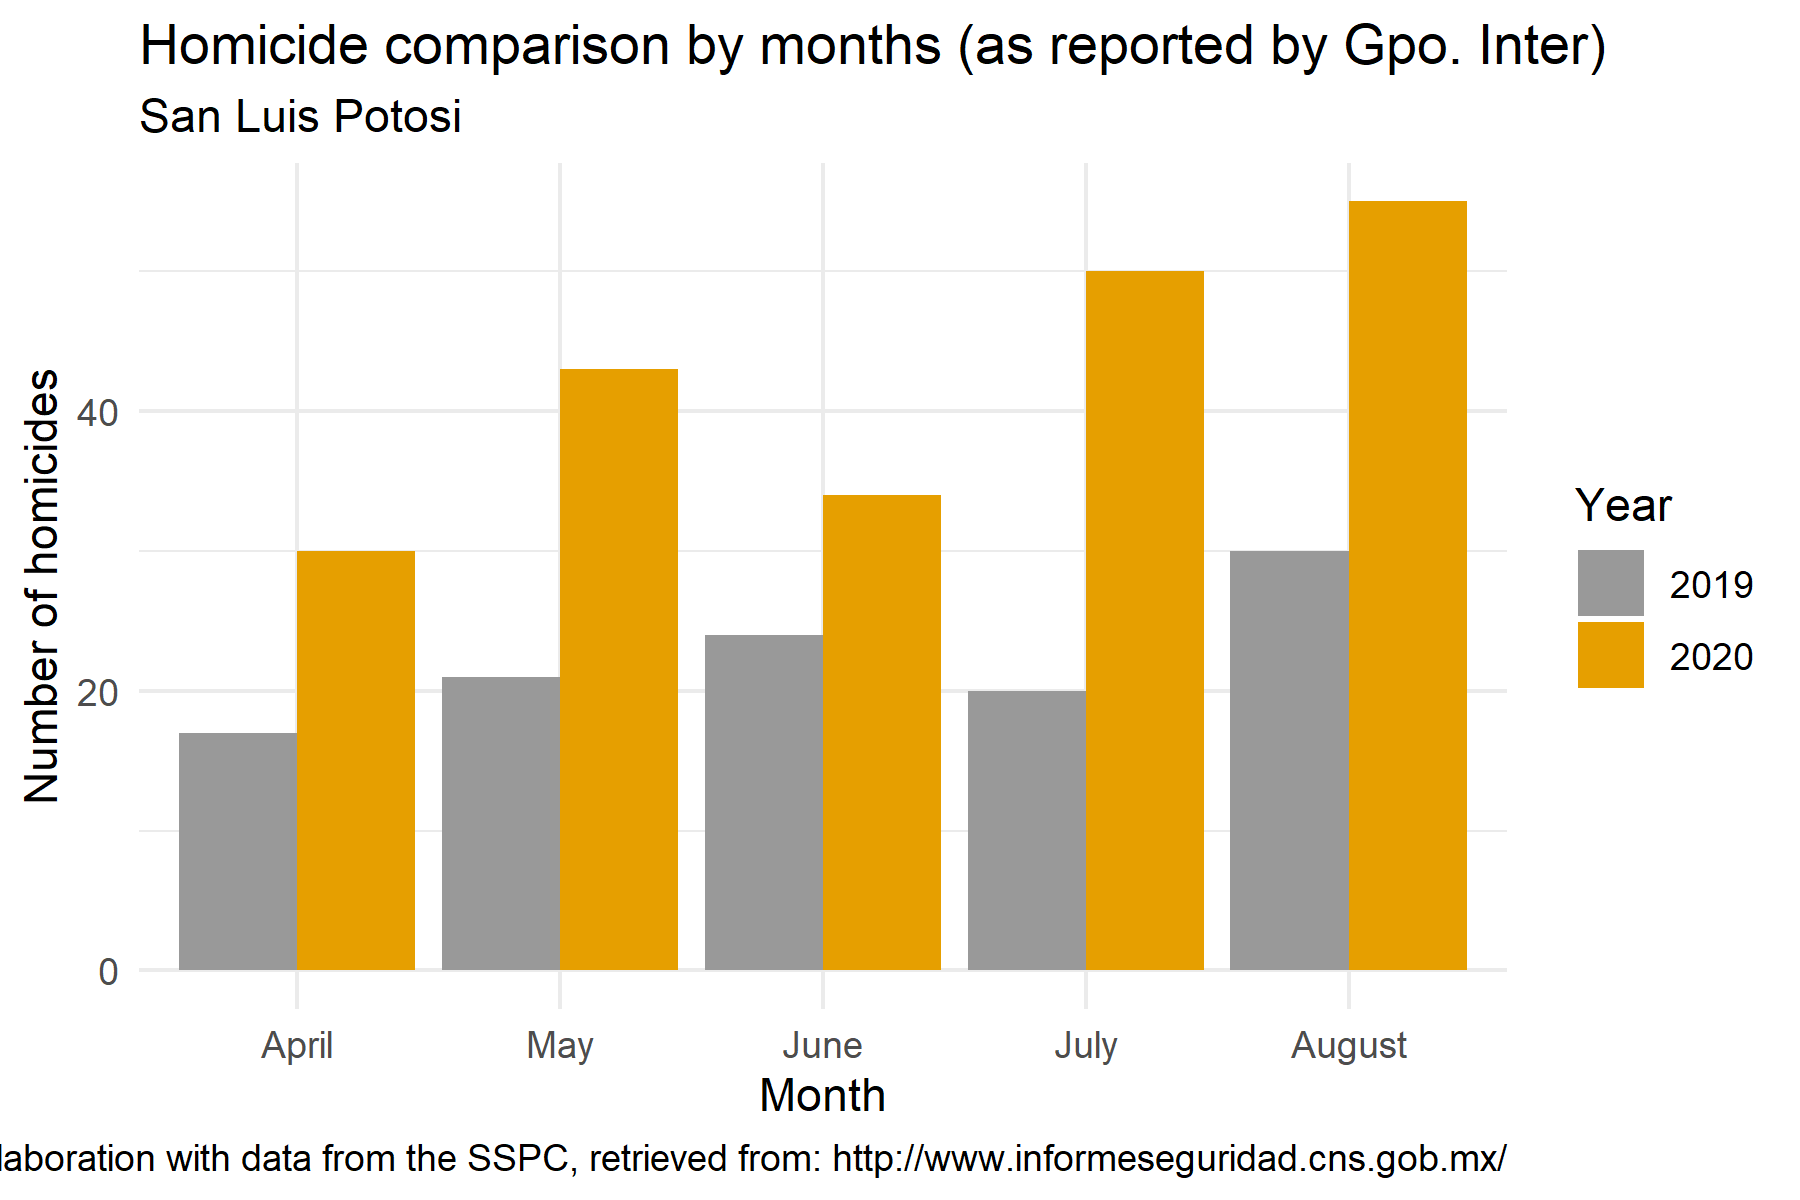 Homicide comparison by months (as reported by Gpo. Inter)
San Luis Potosi
Number of homicides
40
20
0
April May June July August
Month
Year
2019
2020
laboration with data from the SSPC, retrieved from: http://www.informeseguridad.cns.gob.mx/